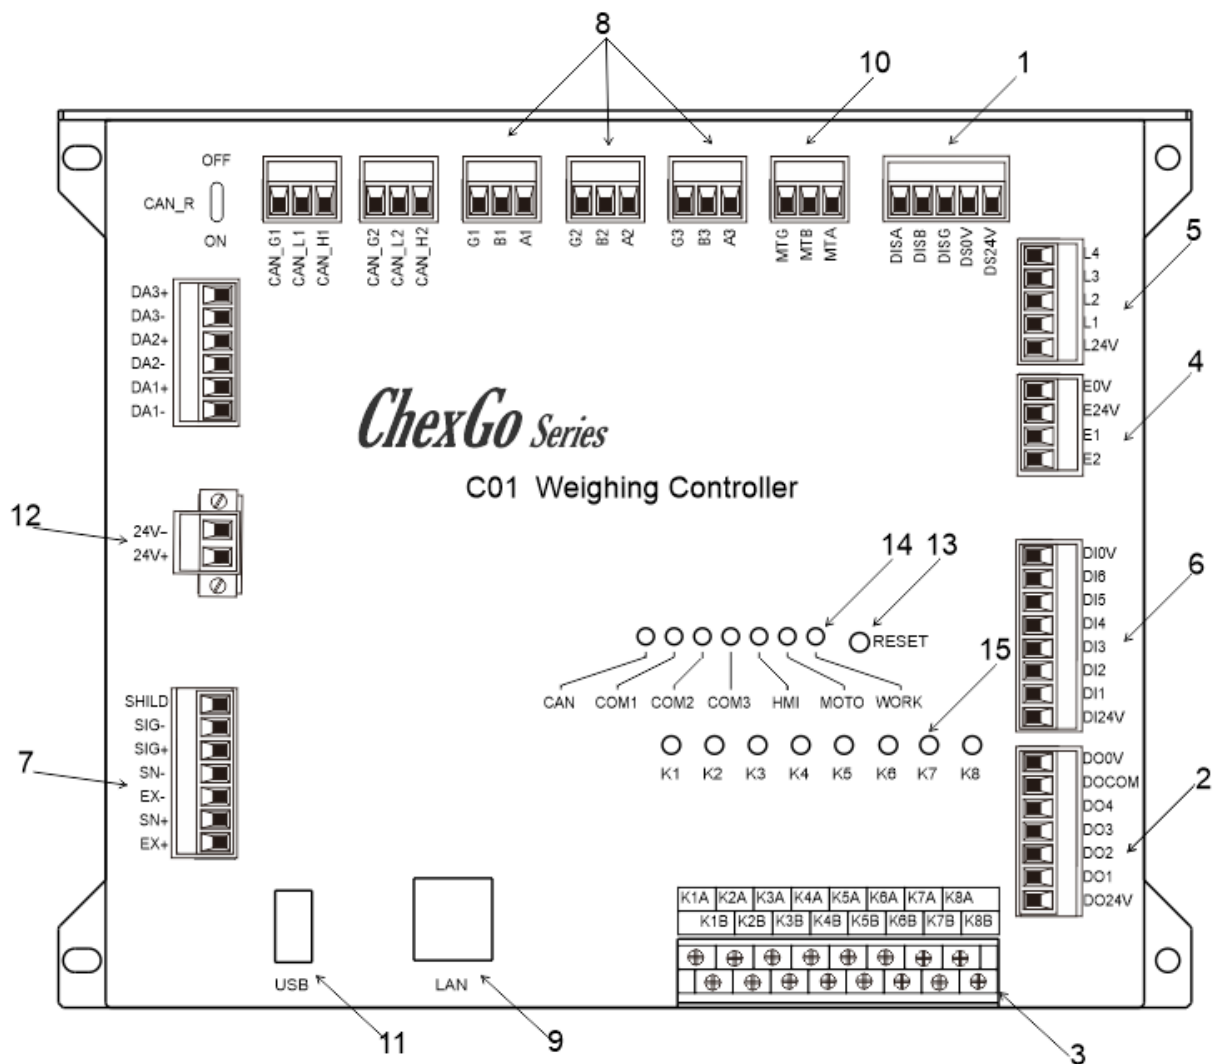 8
10
1
OFF
CAN_R
ON
CAN_G1
CAN_L1
CAN_H1
CAN_G2
CAN_L2
CAN_H2
G1
B1
A1
G2
B2
A2
G3
B3
A3
MTG
MTB
MTA
DISA
DISB
DISG
DS0V
DS24V
5
L4
L3
L2
L1
L24V
4
E0V
E24V
E1
E2
DA3+
DA3-
DA2+
DA2-
DA1+
DA1-
ChexGo Series
C01 Weighing Controller
12
24V-
24V+
14
13
RESET
15
CAN
COM1
COM2
COM3
HMI
MOTO
WORK
K1
K2
K3
K4
K5
K6
K7
K8
6
DI0V
DI6
DI5
DI4
DI3
DI2
DI1
DI24V
7
SHILD
SIG-
SIG+
SN-
EX-
SN+
EX+
2
DO0V
DOCOM
DO4
DO3
DO2
DO1
DO24V
K1A K2A K3A K4A K5A K6A K7A K8A
K1B K2B K3B K4B K5B K6B K7B K8B
USB
LAN
11
9
3